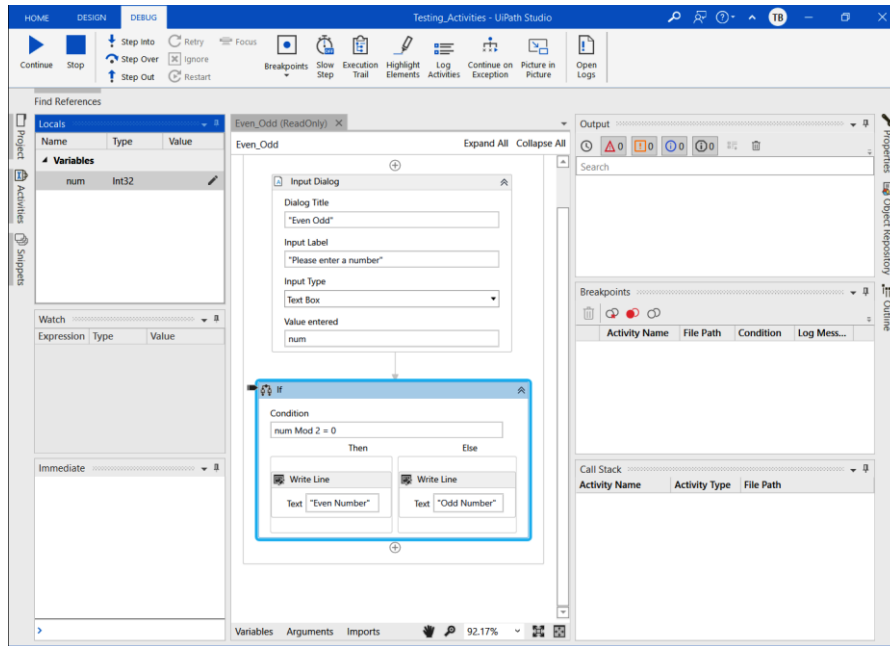 HOME DESIGN DEBUG Testing_Activities - UiPath Studio TB
Continue Stop
Step Into
Step Over
Step Out
Retry
Ignore
Restart
Focus
Breakpoints
Slow Step
Execution Trail
Highlight Elements
Log Activities
Continue on Exception
Picture in Picture
Open Logs
Find References
Project
Activities
Snippets
Locals
Name Type Value
Variables
num Int32
Watch
Expression Type Value
Immediate
>
Even_Odd (ReadOnly)
Even_Odd Expand All Collapse All
Input Dialog
Dialog Title
"Even Odd"
Input Label
"Please enter a number"
Input Type
Text Box
Value entered
num
If
Condition
num Mod 2 = 0
Then Else
Write Line Write Line
Text "Even Number" Text "Odd Number"
Variables Arguments Imports 92.17%
Output
0 0 0 0
Search
Breakpoints
Activity Name File Path Condition Log Mess...
Call Stack
Activity Name Activity Type File Path
Properties
Object Repository
Outline